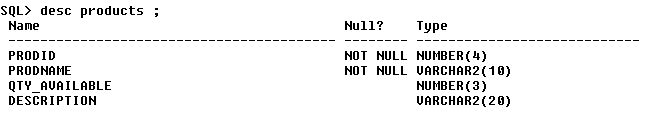 SQL> desc products ;
Name Null? Type
----------------------------------------- -------- ----------------------------
PRODID NOT NULL NUMBER(4)
PRODNAME NOT NULL VARCHAR2(10)
QTY_AVAILABLE NUMBER(3)
DESCRIPTION VARCHAR2(20)